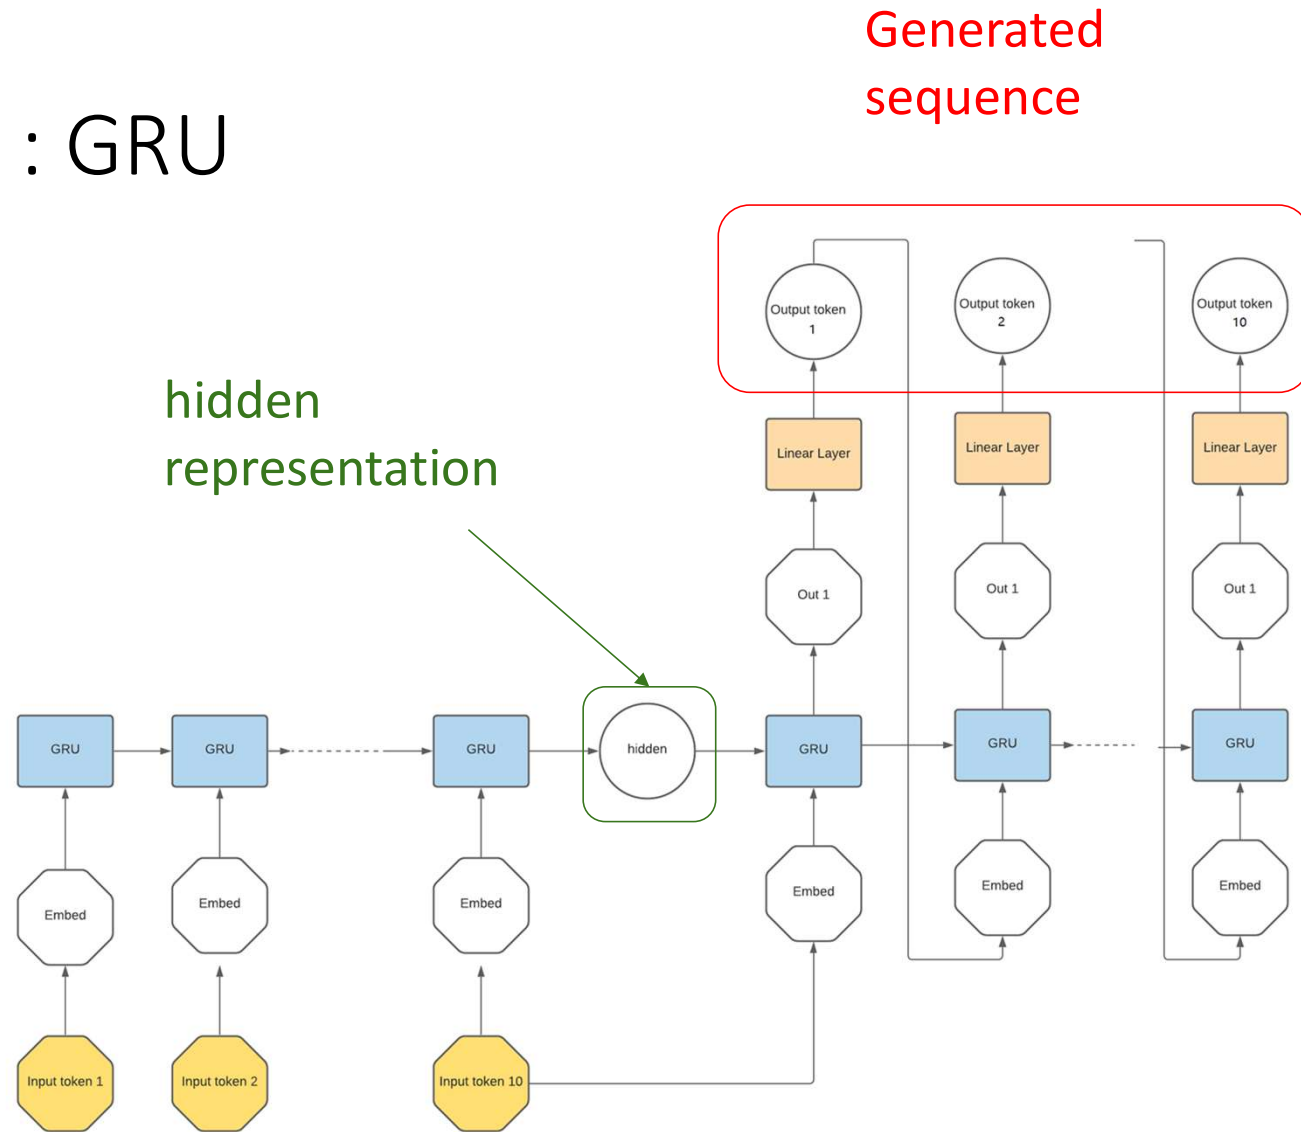 Generated
sequence
: GRU
hidden
representation
Output token
1
Output token
2
Output token
10
Linear Layer
Linear Layer
Linear Layer
Out 1
Out 1
Out 1
GRU
GRU
GRU
hidden
GRU
GRU
GRU
Embed
Embed
Embed
Embed
Embed
Embed
Input token 1
Input token 2
Input token 10